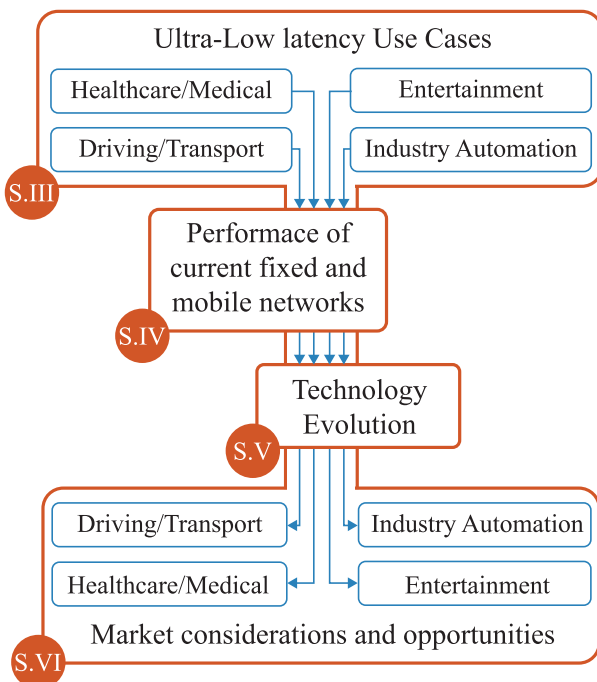 Ultra-Low latency Use Cases
Healthcare/Medical
Entertainment
Driving/Transport
Industry Automation
S.III
Performace of
current fixed and
mobile networks
S.IV
Technology
Evolution
S.V
Driving/Transport
Industry Automation
Healthcare/Medical
Entertainment
Market considerations and opportunities
S.VI